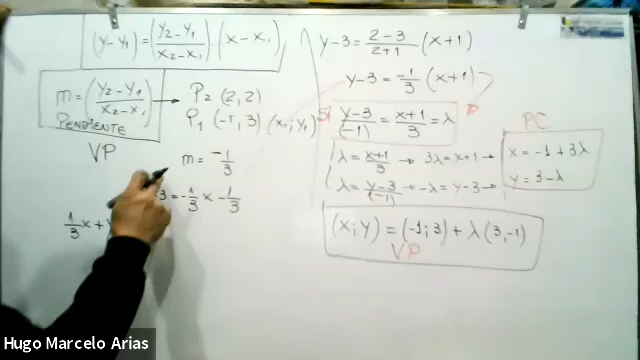 (y-y₁) = (y₂-y₁ / x₂-x₁) . (x-x₁)
m = (y₂-y₁ / x₂-x₁) → P₂ (2, 2)
PENDIENTE P₁ (-1, 3) (x₁; y₁)
VP
m = -1/3
3 = -1/3 x - 1/3
1/3 x +
y-3 = 2-3 / 2+1 (x+1)
y-3 = -1/3 (x+1)
y-3 / (-1) = x+1 / 3 = λ
λ = x+1 / 3 → 3λ = x+1 →
λ = y-3 / (-1) → -λ = y-3 →
PC
x = -1 + 3λ
y = 3 - λ
(x; y) = (-1; 3) + λ (3, -1)
VP
Hugo Marcelo Arias